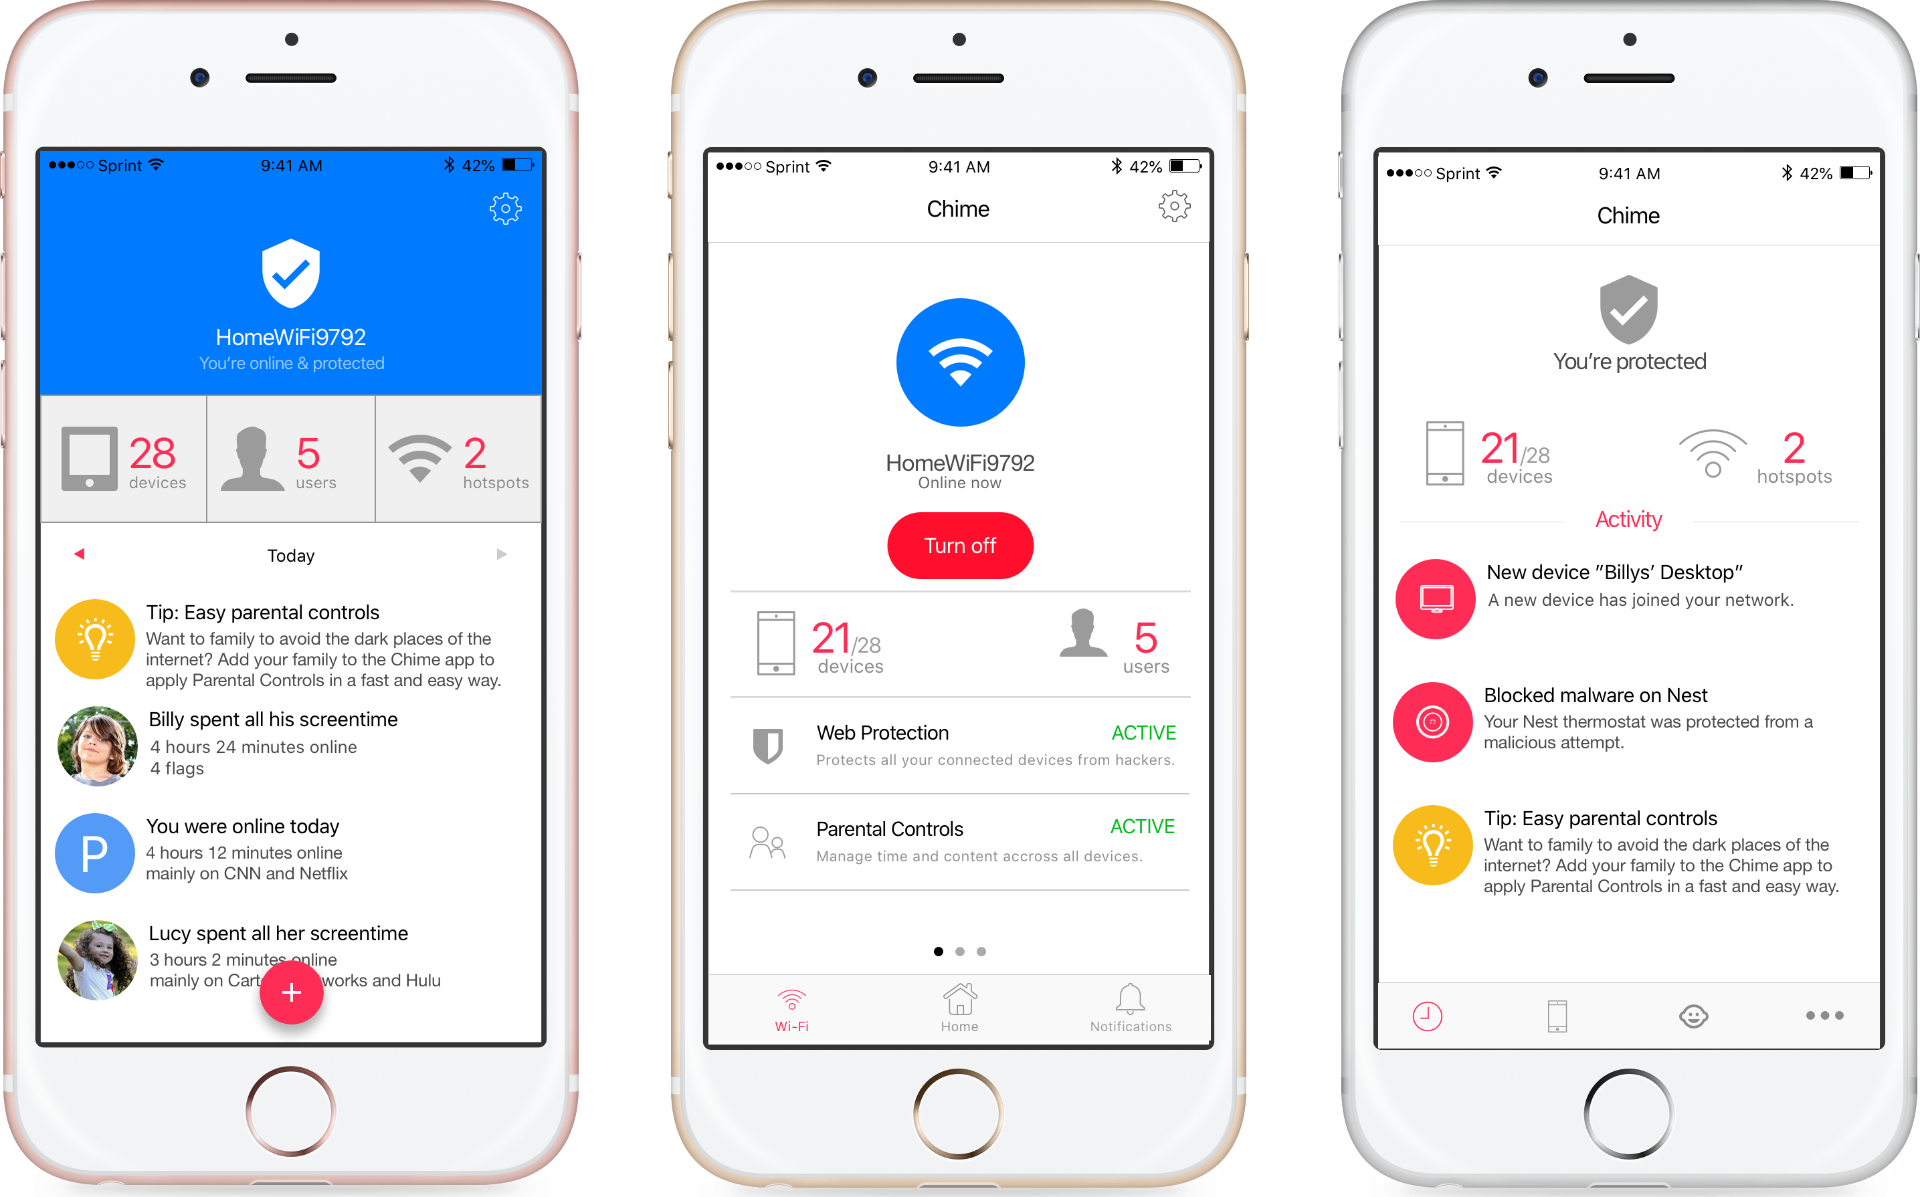 Sprint 9:41 AM 42%
HomeWiFi9792
You're online & protected
28
devices
5
users
2
hotspots
Today
Tip: Easy parental controls
Want to family to avoid the dark places of the
internet? Add your family to the Chime app to
apply Parental Controls in a fast and easy way.
Billy spent all his screentime
4 hours 24 minutes online
4 flags
P
You were online today
4 hours 12 minutes online
mainly on CNN and Netflix
Lucy spent all her screentime
3 hours 2 minutes online
mainly on Cart works and Hulu
+
Sprint 9:41 AM 42%
Chime
HomeWiFi9792
Online now
Turn off
21/28
devices
5
users
Web Protection ACTIVE
Protects all your connected devices from hackers.
Parental Controls ACTIVE
Manage time and content accross all devices.
Wi-Fi Home Notifications
Sprint 9:41 AM 42%
Chime
You're protected
21/28
devices
2
hotspots
Activity
New device "Billys' Desktop"
A new device has joined your network.
Blocked malware on Nest
Your Nest thermostat was protected from a
malicious attempt.
Tip: Easy parental controls
Want to family to avoid the dark places of the
internet? Add your family to the Chime app to
apply Parental Controls in a fast and easy way.